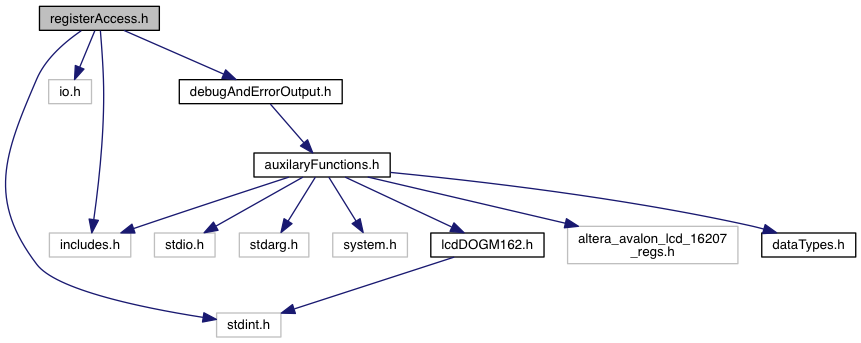 registerAccess.h
io.h
debugAndErrorOutput.h
auxilaryFunctions.h
includes.h
stdio.h
stdarg.h
system.h
lcdDOGM162.h
altera_avalon_lcd_16207
_regs.h
dataTypes.h
stdint.h